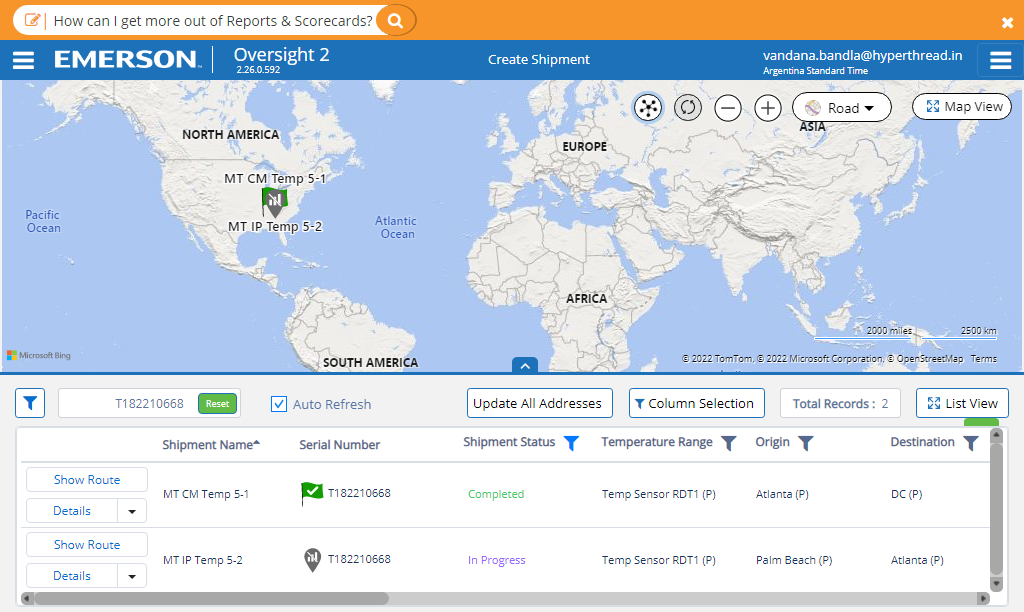 How can I get more out of Reports & Scorecards?
EMERSON
Oversight 2
2.26.0.592
Create Shipment
vandana.bandla@hyperthread.in
Argentina Standard Time
Road
Map View
NORTH AMERICA
EUROPE
ASIA
MT CM Temp 5-1
MT IP Temp 5-2
Pacific
Ocean
Atlantic
Ocean
AFRICA
SOUTH AMERICA
2000 miles
2500 km
Microsoft Bing
© 2022 TomTom, © 2022 Microsoft Corporation, © OpenStreetMap Terms
T182210668
Reset
Auto Refresh
Update All Addresses
Column Selection
Total Records : 2
List View
Shipment Name
Serial Number
Shipment Status
Temperature Range
Origin
Destination
Show Route
Details
MT CM Temp 5-1
T182210668
Completed
Temp Sensor RDT1 (P)
Atlanta (P)
DC (P)
Show Route
Details
MT IP Temp 5-2
T182210668
In Progress
Temp Sensor RDT1 (P)
Palm Beach (P)
Atlanta (P)